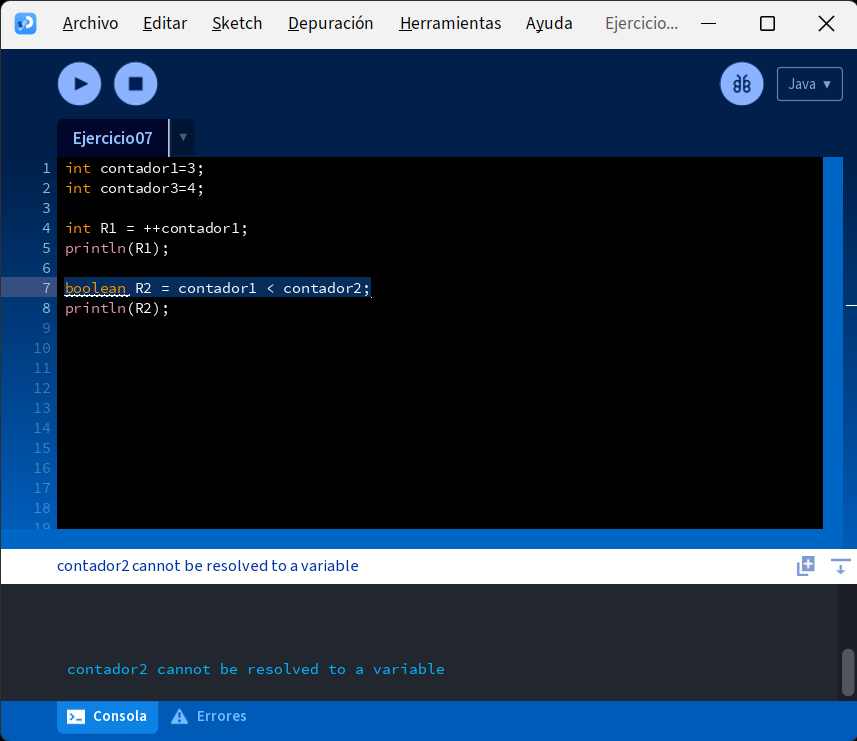 Archivo Editar Sketch Depuración Herramientas Ayuda Ejercicio...
Java ▾
Ejercicio07 ▾
1 int contador1=3;
2 int contador3=4;
3
4 int R1 = ++contador1;
5 println(R1);
6
7 boolean R2 = contador1 < contador2;
8 println(R2);
9
10
11
12
13
14
15
16
17
18
19
contador2 cannot be resolved to a variable
contador2 cannot be resolved to a variable
Consola Errores